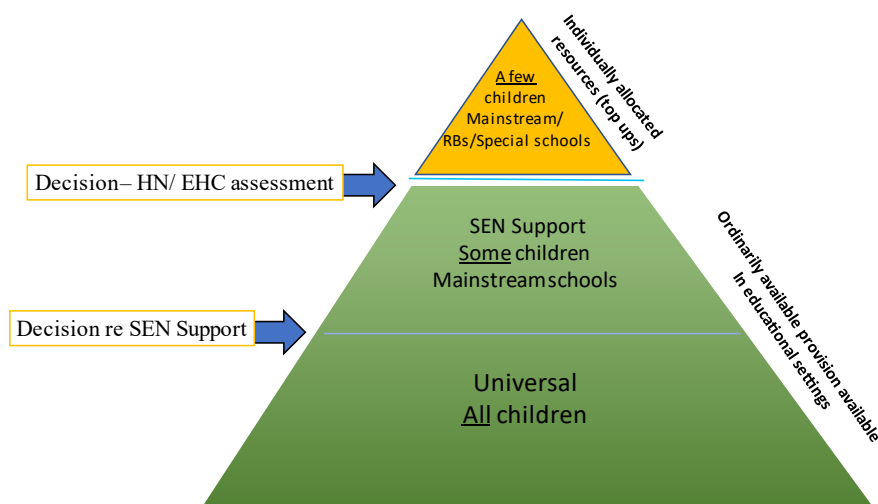 A few
children
Mainstream/
RBs/Special schools
Individually allocated
resources (top ups)
Decision– HN/ EHC assessment
SEN Support
Some children
Mainstreamschools
Ordinarily available provision available
In educational settings
Decision re SEN Support
Universal
All children